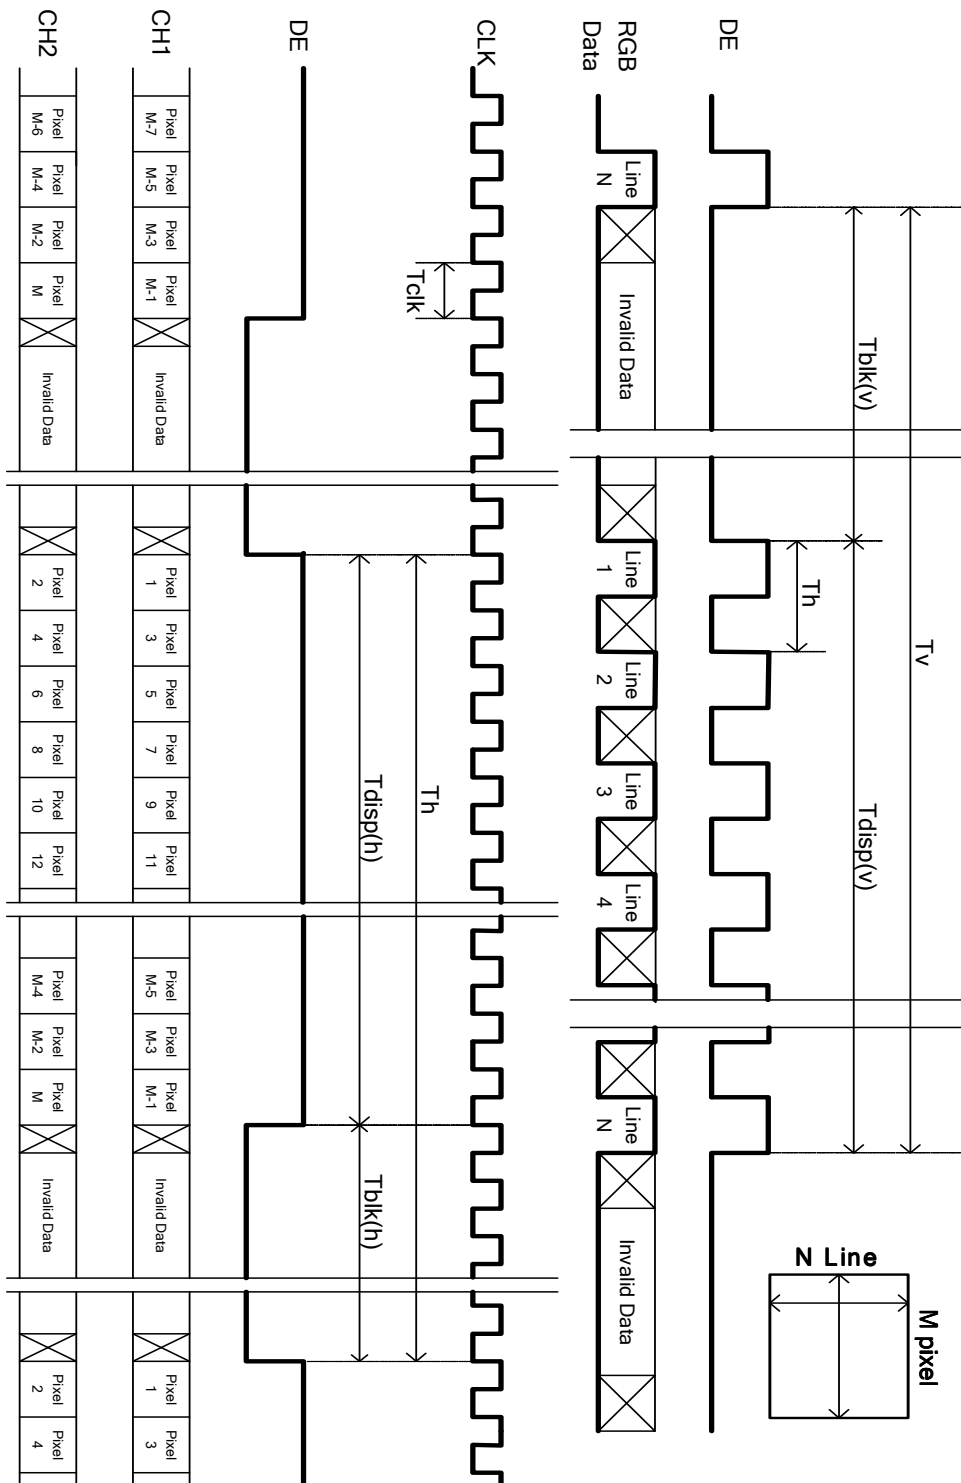 Tv
Tblk(v)
Tdisp(v)
Th
DE
RGB
Data
Line
N
Invalid Data
Line
1
Line
2
Line
3
Line
4
Line
N
Invalid Data
N Line
M pixel
CLK
Tclk
Th
Tdisp(h)
Tblk(h)
DE
CH1
Pixel
M-7
Pixel
M-5
Pixel
M-3
Pixel
M-1
Invalid Data
Pixel
1
Pixel
3
Pixel
5
Pixel
7
Pixel
9
Pixel
11
Pixel
M-5
Pixel
M-3
Pixel
M-1
Invalid Data
Pixel
1
Pixel
3
CH2
Pixel
M-6
Pixel
M-4
Pixel
M-2
Pixel
M
Invalid Data
Pixel
2
Pixel
4
Pixel
6
Pixel
8
Pixel
10
Pixel
12
Pixel
M-4
Pixel
M-2
Pixel
M
Invalid Data
Pixel
2
Pixel
4